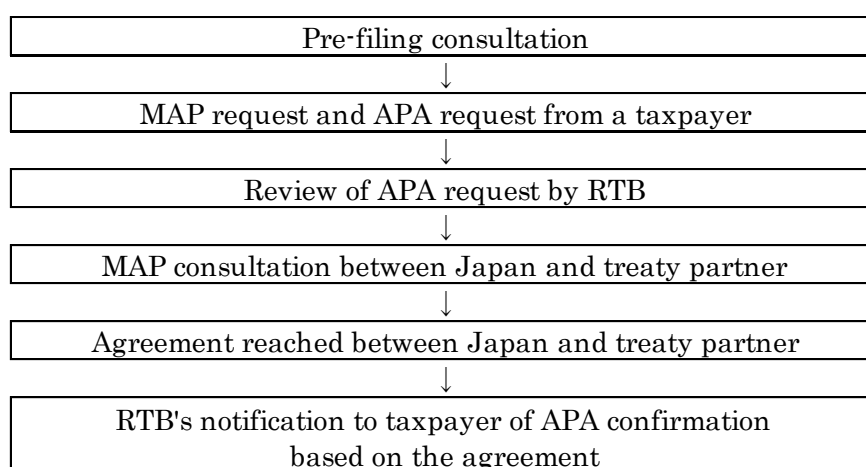 Pre-filing consultation
↓
MAP request and APA request from a taxpayer
↓
Review of APA request by RTB
↓
MAP consultation between Japan and treaty partner
↓
Agreement reached between Japan and treaty partner
↓
RTB's notification to taxpayer of APA confirmation
based on the agreement